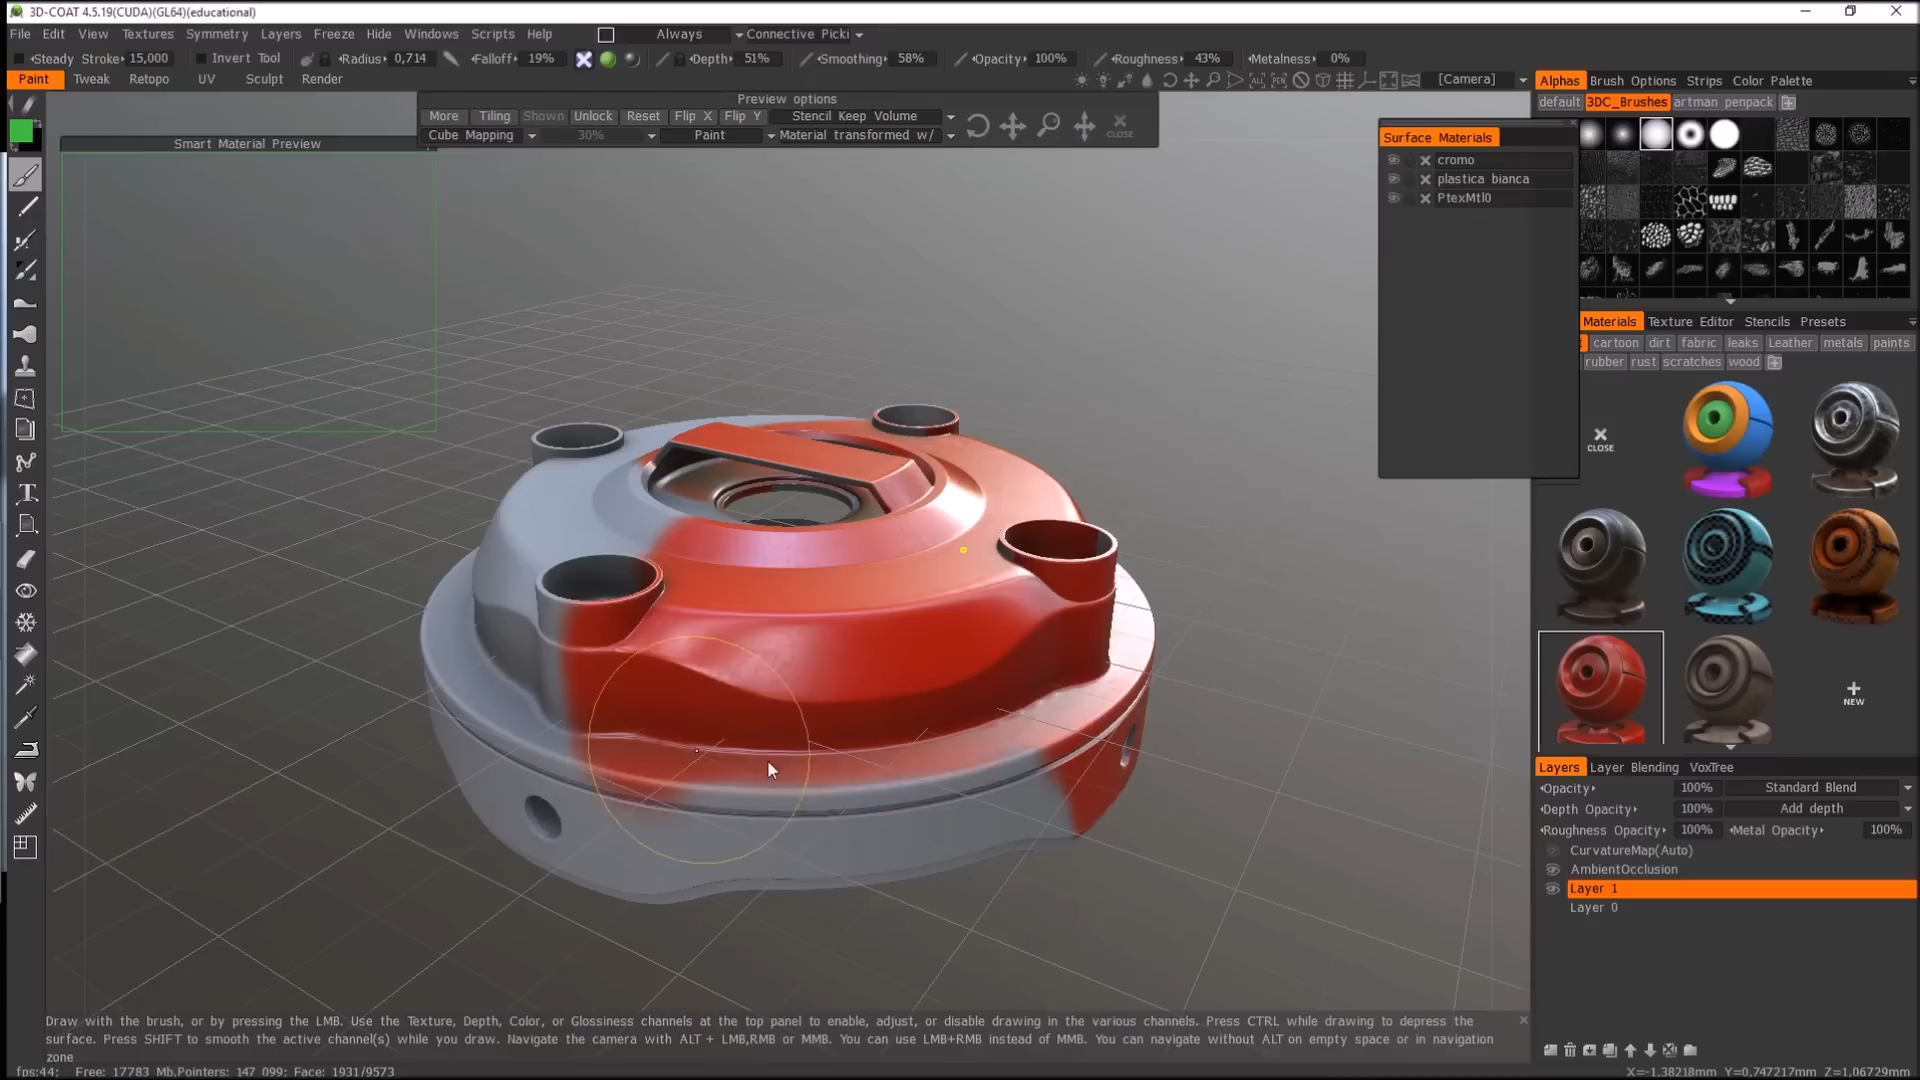 3D-COAT 4.5.19(CUDA)(GL64)(educational)
File Edit View Textures Symmetry Layers Freeze Hide Windows Scripts Help Always Connective Picki
Steady Stroke 15,000 Invert Tool Radius 0,714 Falloff 19% Depth 51% Smoothing 58% Opacity 100% Roughness 43% Metalness 0%
Paint Tweak Retopo UV Sculpt Render [Camera] Alphas Brush Options Strips Color Palette
Preview options
default 3DC_Brushes artman penpack
More Tiling Shown Unlock Reset Flip X Flip Y Stencil Keep Volume
Cube Mapping 30% Paint Material transformed w/ CLOSE
Smart Material Preview
Surface Materials
cromo
plastica bianca
PtexMtl0
Materials Texture Editor Stencils Presets
cartoon dirt fabric leaks Leather metals paints
rubber rust scratches wood
CLOSE
NEW
Layers Layer Blending VoxTree
Opacity 100% Standard Blend
Depth Opacity 100% Add depth
Roughness Opacity 100% Metal Opacity 100%
CurvatureMap(Auto)
AmbientOcclusion
Layer 1
Layer 0
Draw with the brush, or by pressing the LMB. Use the Texture, Depth, Color, or Glossiness channels at the top panel to enable, adjust, or disable drawing in the various channels. Press CTRL while drawing to depress the
surface. Press SHIFT to smooth the active channel(s) while you draw. Navigate the camera with ALT + LMB,RMB or MMB. You can use LMB+RMB instead of MMB. You can navigate without ALT on empty space or in navigation
zone
fps:44; Free: 17783 Mb,Pointers: 147 099; Face: 1931/9573 X=-1,38218mm Y=0,747217mm Z=1,06729mm